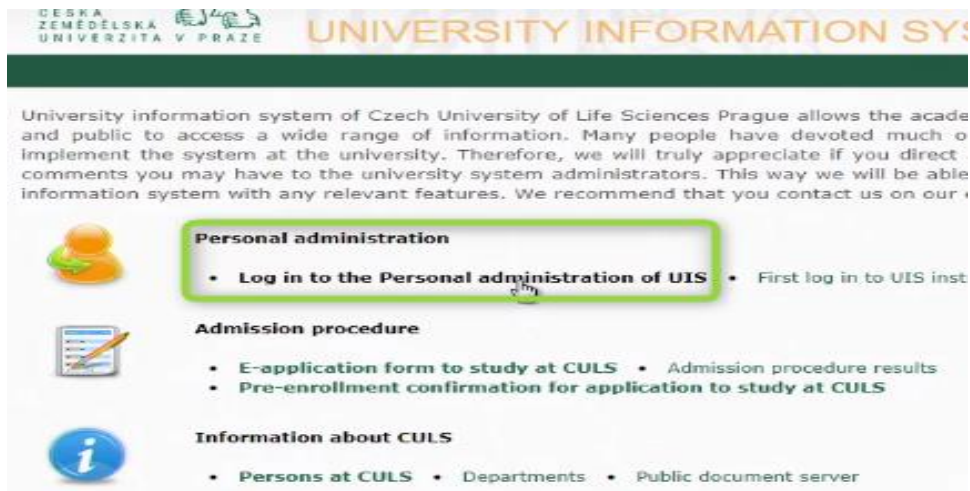 ČESKÁ
ZEMĚDĚLSKÁ
UNIVERZITA V PRAZE
UNIVERSITY INFORMATION SYS
University information system of Czech University of Life Sciences Prague allows the acade
and public to access a wide range of information. Many people have devoted much o
implement the system at the university. Therefore, we will truly appreciate if you direct
comments you may have to the university system administrators. This way we will be able
information system with any relevant features. We recommend that you contact us on our
Personal administration
• Log in to the Personal administration of UIS • First log in to UIS inst
Admission procedure
• E-application form to study at CULS • Admission procedure results
• Pre-enrollment confirmation for application to study at CULS
Information about CULS
• Persons at CULS • Departments • Public document server